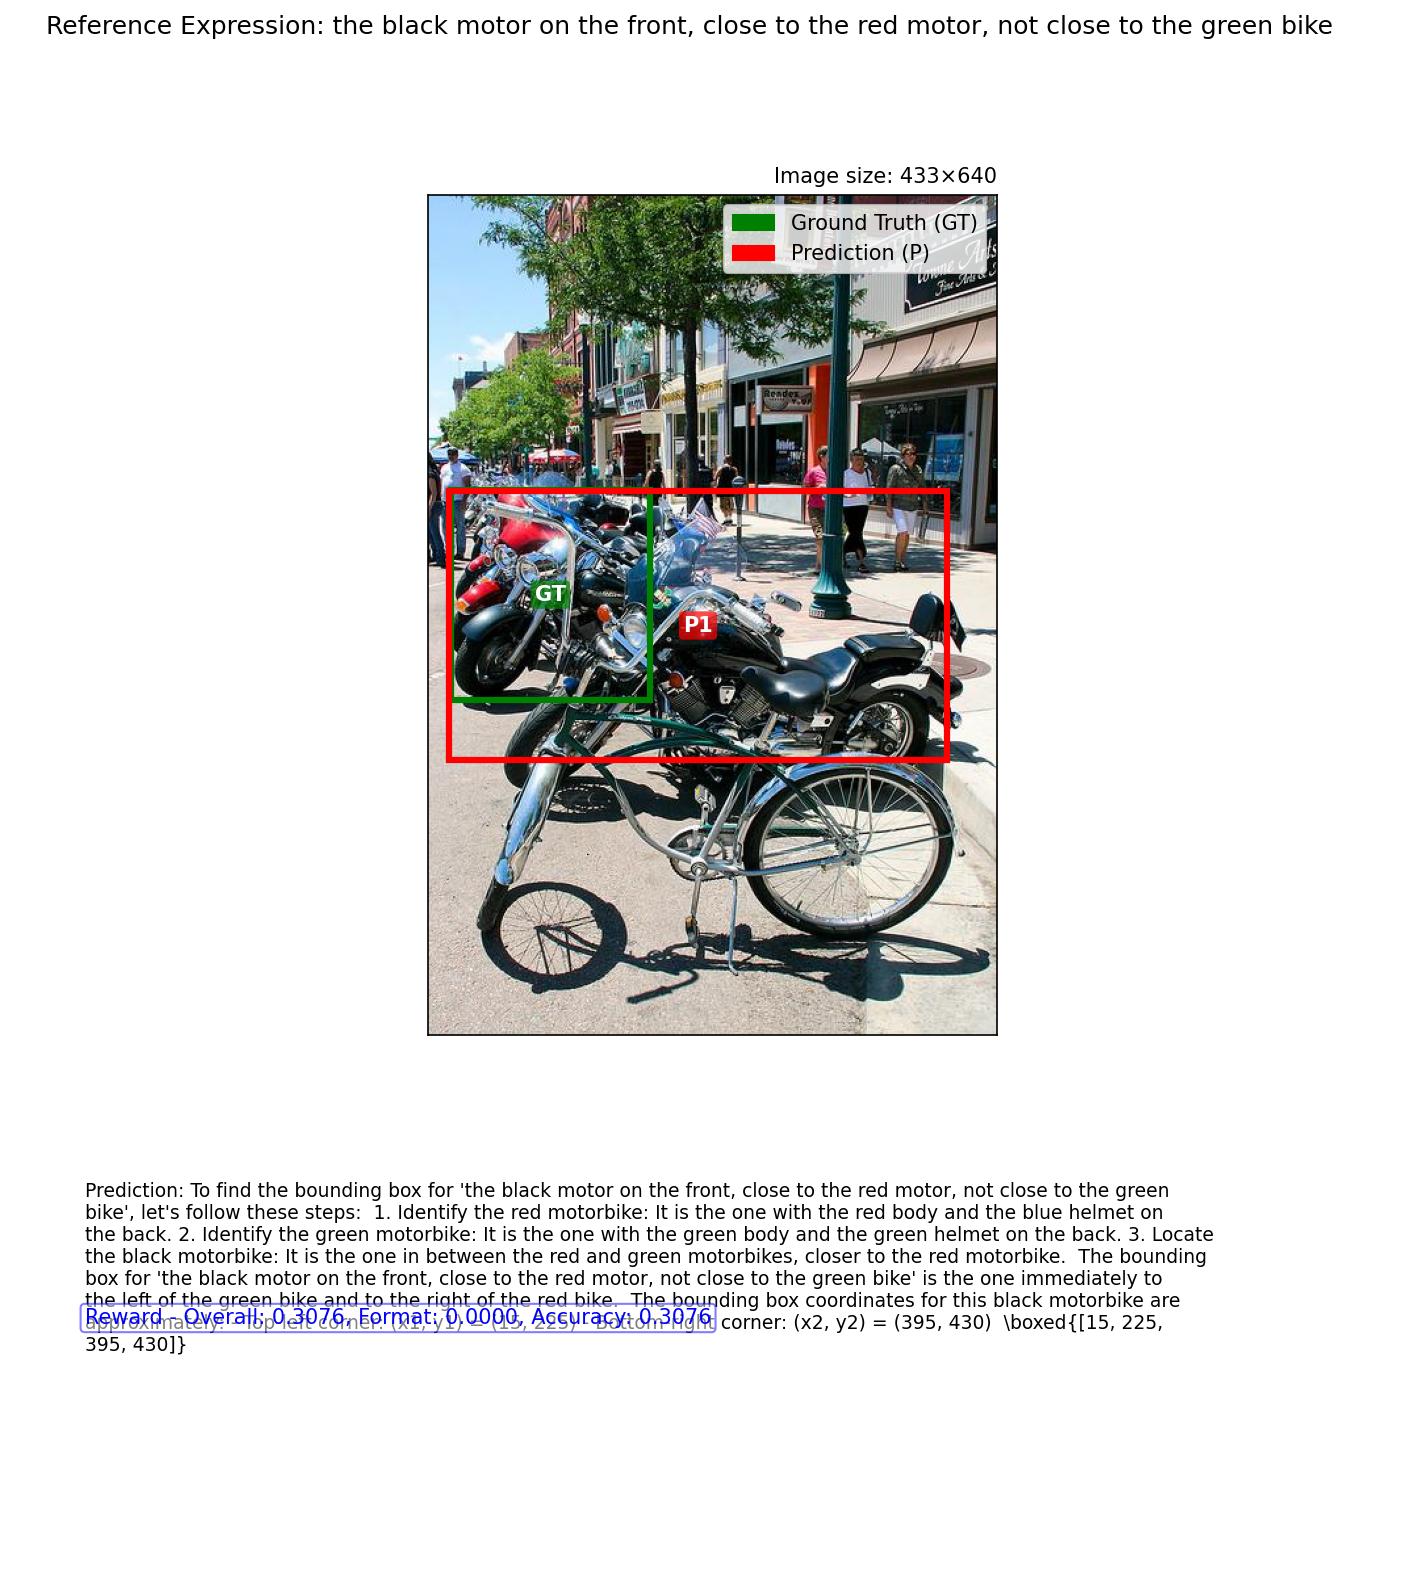 Reference Expression: the black motor on the front, close to the red motor, not close to the green bike
Image size: 433×640
Ground Truth (GT)
Prediction (P)
Towne Arts
Fine Arts &
Rendez
GT
P1
Prediction: To find the bounding box for 'the black motor on the front, close to the red motor, not close to the green
bike', let's follow these steps:  1. Identify the red motorbike: It is the one with the red body and the blue helmet on
the back. 2. Identify the green motorbike: It is the one with the green body and the green helmet on the back. 3. Locate
the black motorbike: It is the one in between the red and green motorbikes, closer to the red motorbike.  The bounding
box for 'the black motor on the front, close to the red motor, not close to the green bike' is the one immediately to
the left of the green bike and to the right of the red bike.  The bounding box coordinates for this black motorbike are
Reward - Overall: 0.3076, Format: 0.0000, Accuracy: 0.3076
approximately: - Top-left corner: (x1, y1) = (15, 225) - Bottom-right corner: (x2, y2) = (395, 430)  \boxed{[15, 225,
395, 430]}